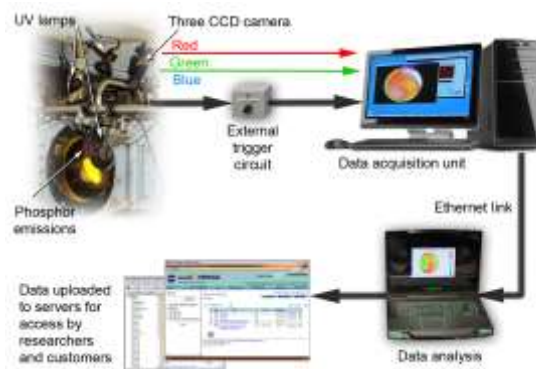 UV lamps
Three CCD camera
Red
Green
Blue
External
trigger
circuit
Data acquisition unit
Phosphor
emissions
Ethernet link
Data uploaded
to servers for
access by
researchers
and customers
Data analysis